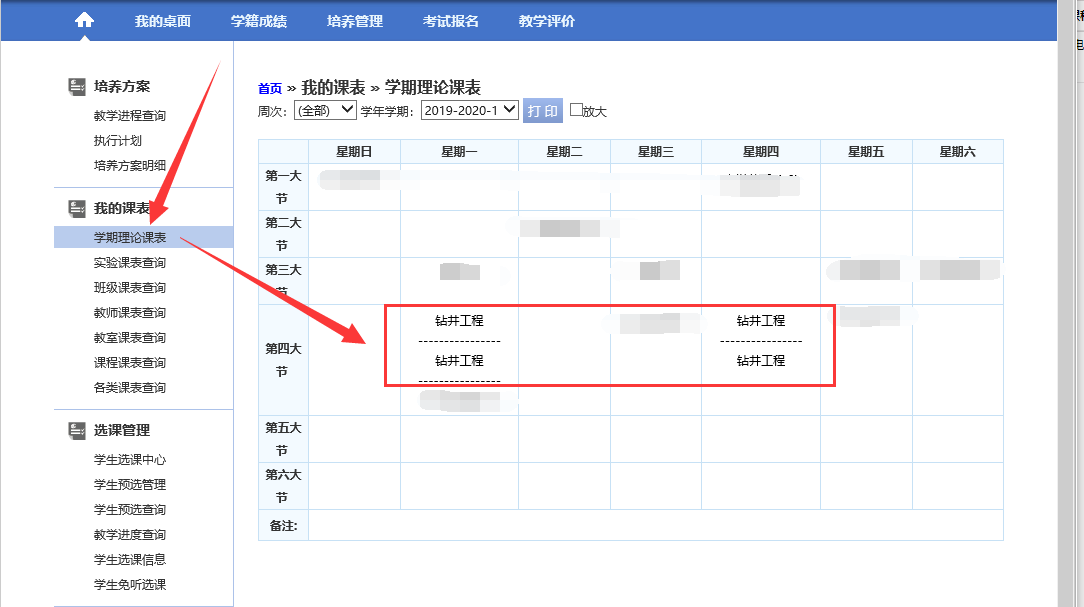 我的桌面 学籍成绩 培养管理 考试报名 教学评价
培养方案
教学进程查询
执行计划
培养方案明细
我的课表
学期理论课表
实验课表查询
班级课表查询
教师课表查询
教室课表查询
课程课表查询
各类课表查询
选课管理
学生选课中心
学生预选管理
学生预选查询
教学进度查询
学生选课信息
学生免听选课
首页 » 我的课表 » 学期理论课表
周次： (全部) 学年学期： 2019-2020-1 打 印 放大
星期日 星期一 星期二 星期三 星期四 星期五 星期六
第一大节
第二大节
第三大节
第四大节
钻井工程 钻井工程
---------------- ----------------
钻井工程 钻井工程
----------------
第五大节
第六大节
备注: